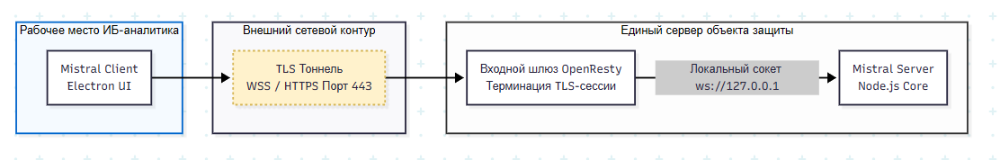 Рабочее место ИБ-аналитика
Mistral Client
Electron UI
Внешний сетевой контур
TLS Тоннель
WSS / HTTPS Порт 443
Единый сервер объекта защиты
Входной шлюз OpenResty
Терминация TLS-сессии
Локальный сокет
ws://127.0.0.1
Mistral Server
Node.js Core